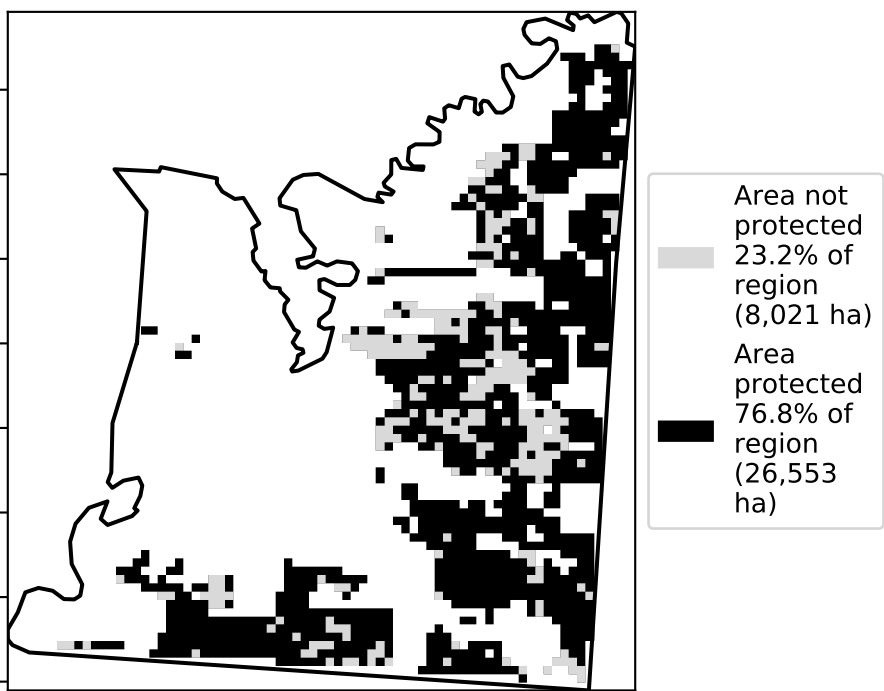 Area not
protected
23.2% of
region
(8,021 ha)
Area
protected
76.8% of
region
(26,553
ha)